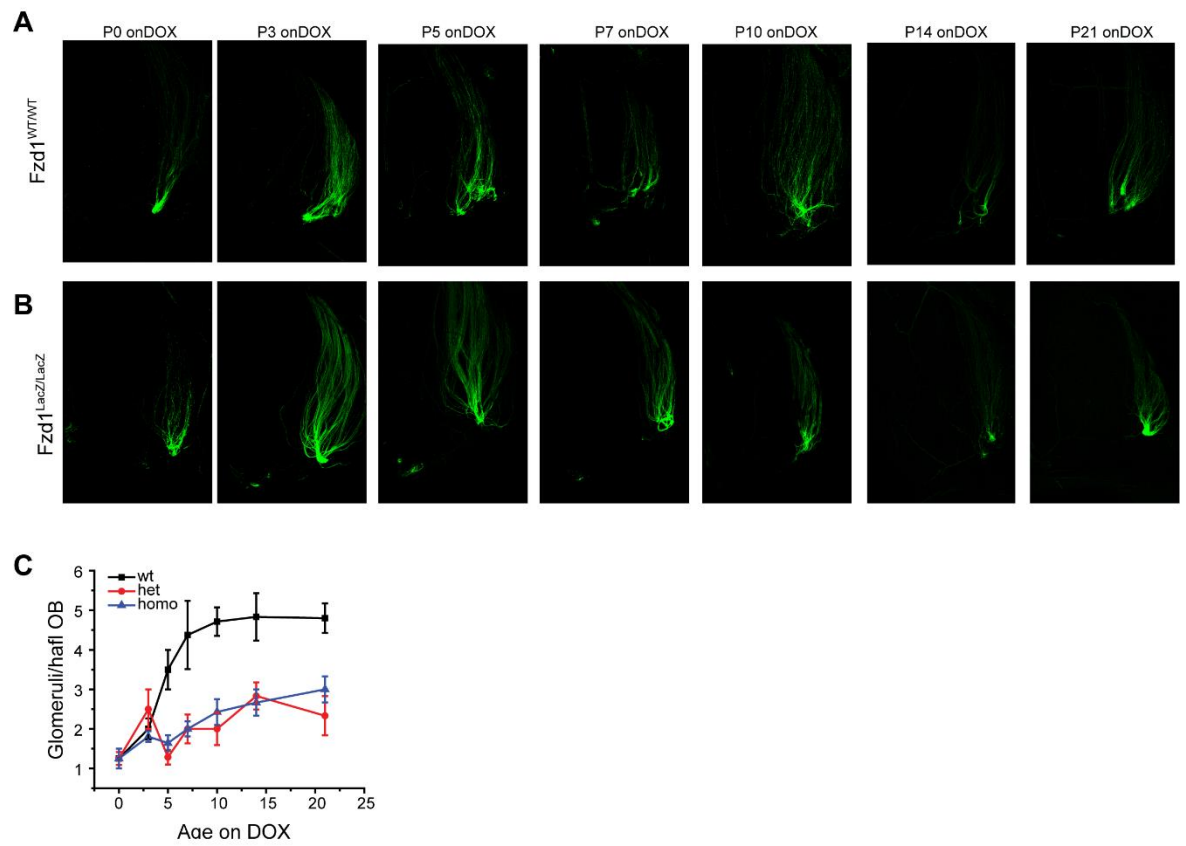 A
P0 onDOX P3 onDOX P5 onDOX P7 onDOX P10 onDOX P14 onDOX P21 onDOX
Fzd1WT/WT
B
Fzd1LacZ/LacZ
C
6
5
4
3
2
1
wt
het
homo
Glomeruli/hafl OB
0 5 10 15 20 25
Age on DOX